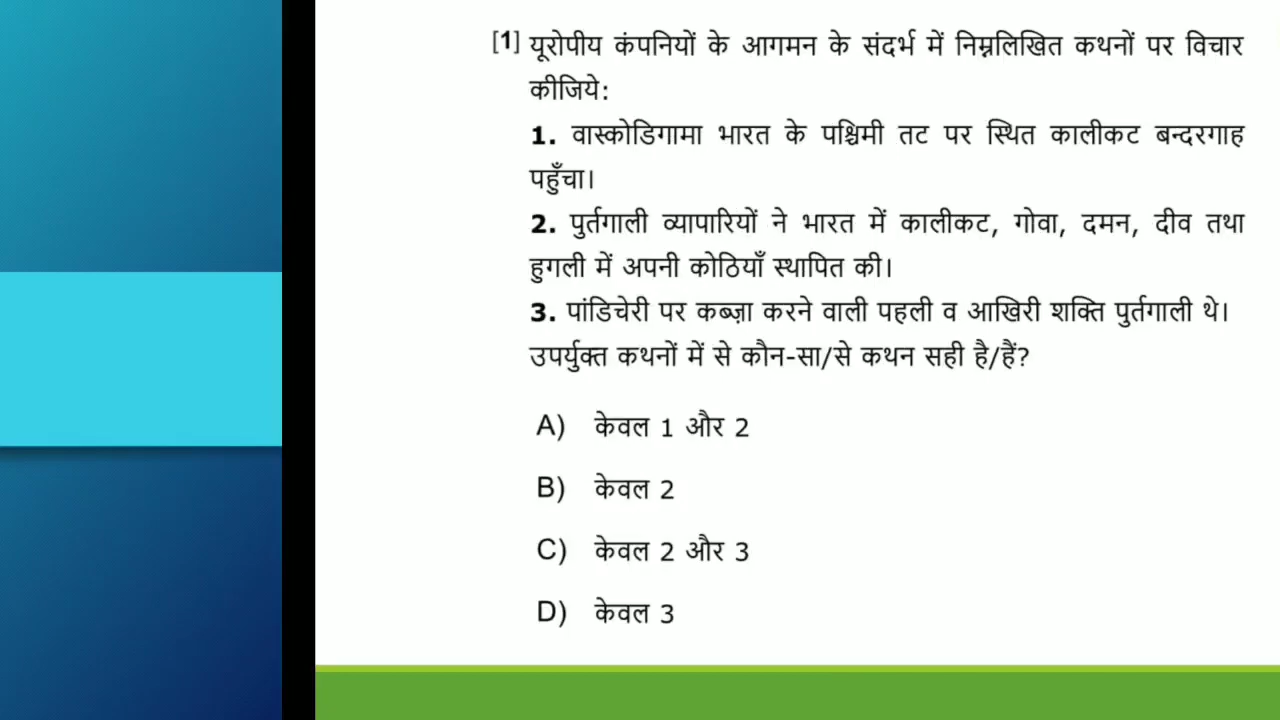 [1] यूरोपीय कंपनियों के आगमन के संदर्भ में निम्नलिखित कथनों पर विचार
कीजिये:
1. वास्कोडिगामा भारत के पश्चिमी तट पर स्थित कालीकट बन्दरगाह
पहुँचा।
2. पुर्तगाली व्यापारियों ने भारत में कालीकट, गोवा, दमन, दीव तथा
हुगली में अपनी कोठियाँ स्थापित की।
3. पांडिचेरी पर कब्ज़ा करने वाली पहली व आखिरी शक्ति पुर्तगाली थे।
उपर्युक्त कथनों में से कौन-सा/से कथन सही है/हैं?
A) केवल 1 और 2
B) केवल 2
C) केवल 2 और 3
D) केवल 3